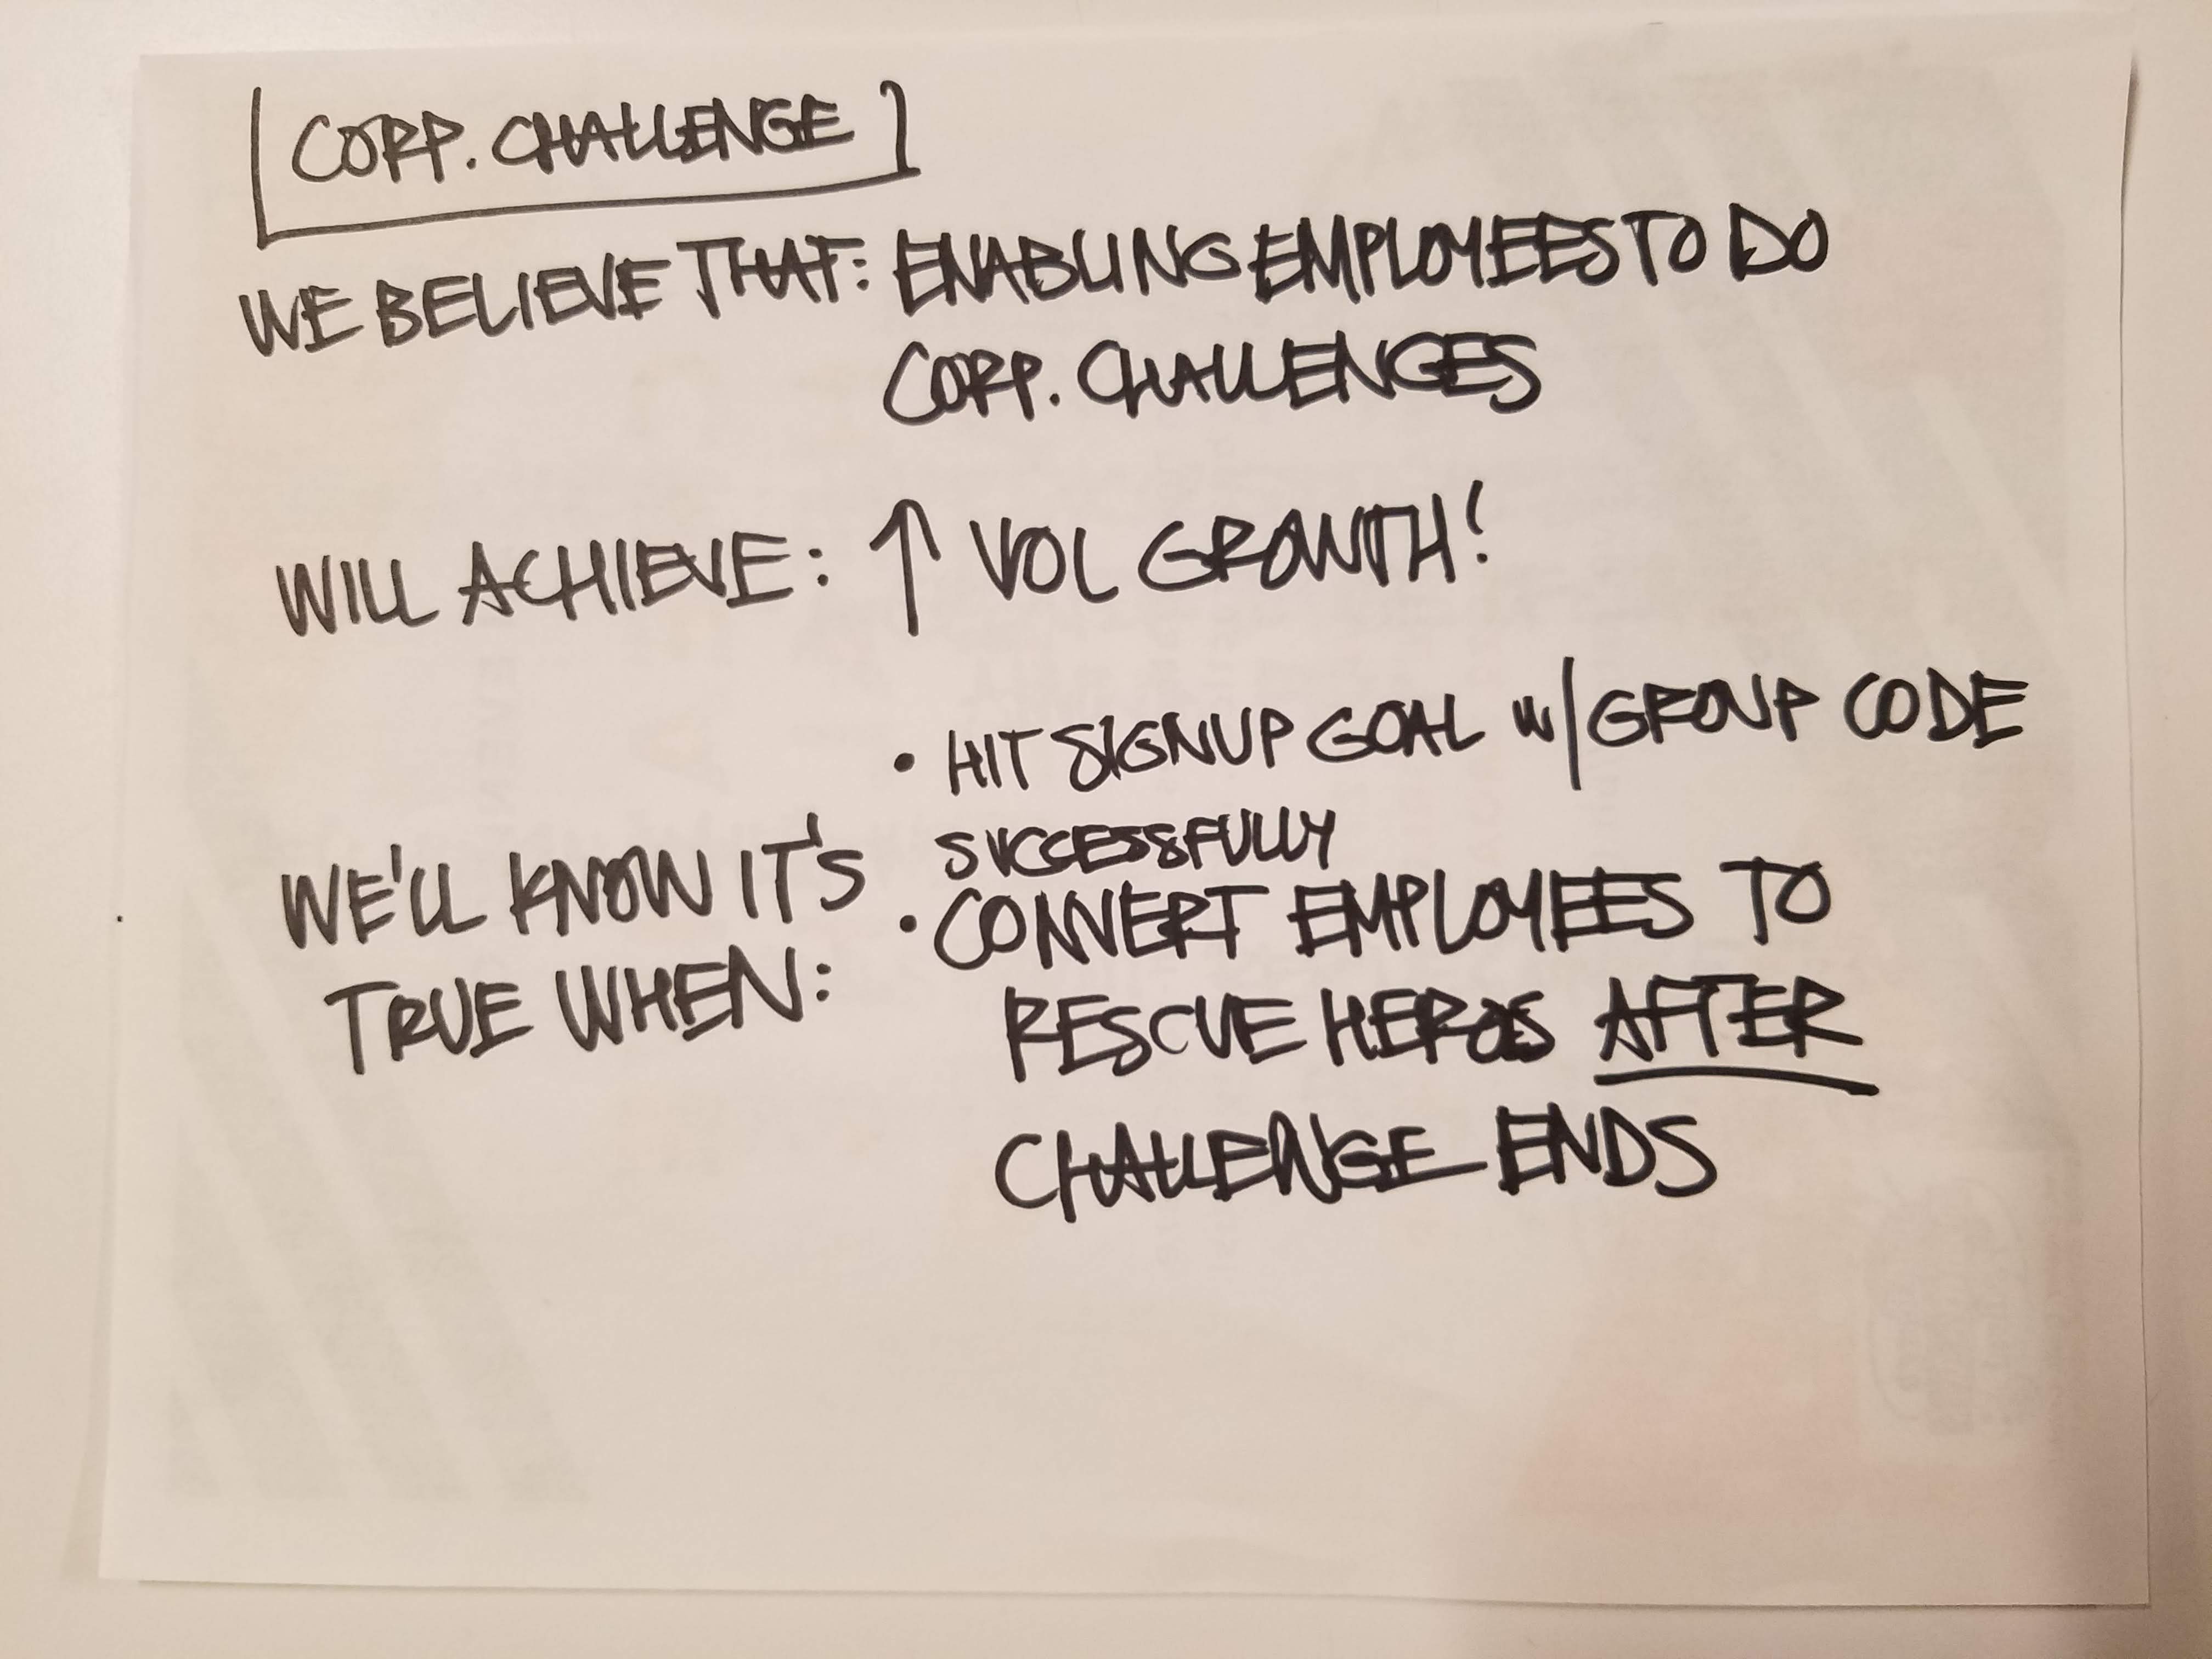 [CORP. CHALLENGE]
WE BELIEVE THAT: ENABLING EMPLOYEES TO DO
CORP. CHALLENGES
WILL ACHIEVE: ↑ VOL GROWTH!
• HIT SIGNUP GOAL W/GROUP CODE
SUCCESSFULLY
WE'LL KNOW IT'S
TRUE WHEN:
• CONVERT EMPLOYEES TO
RESCUE HEROS AFTER
CHALLENGE ENDS